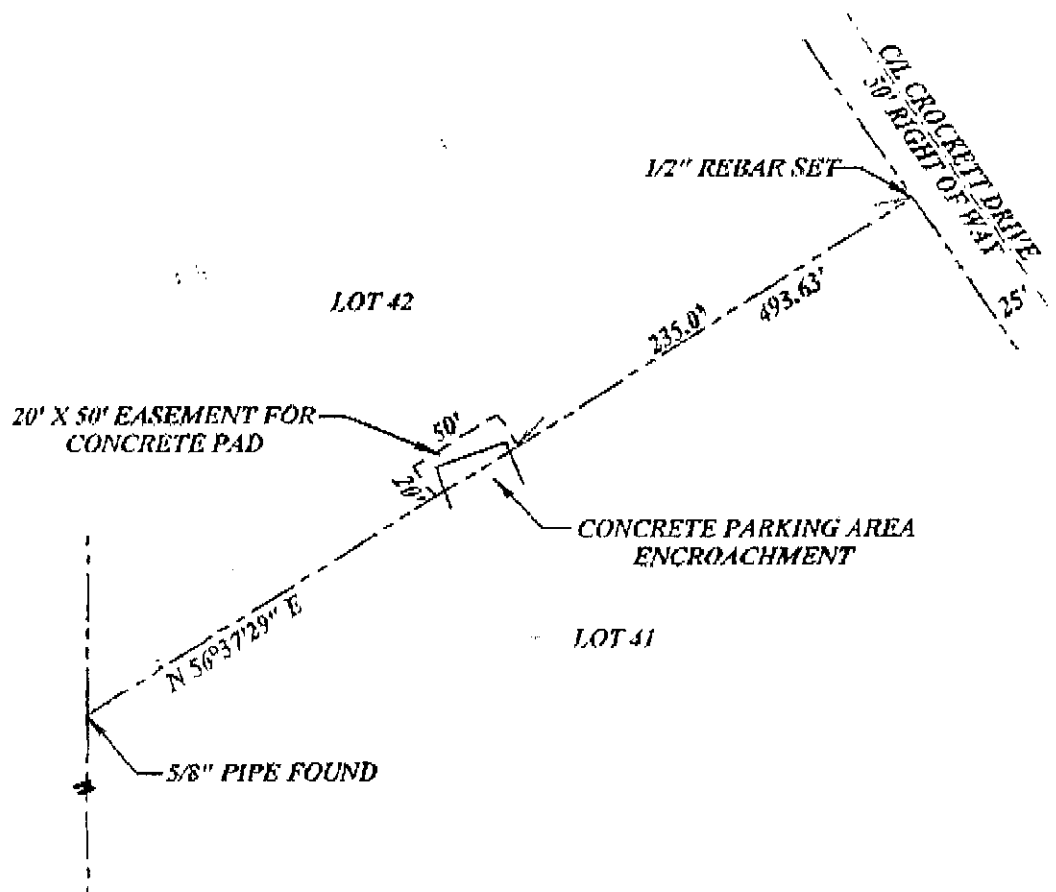 C/L CROCKETT DRIVE
50' RIGHT OF WAY
1/2" REBAR SET
25'
LOT 42
235.0'
493.63'
20' X 50' EASEMENT FOR
CONCRETE PAD
50'
20'
CONCRETE PARKING AREA
ENCROACHMENT
N 56°37'29" E
LOT 41
5/8" PIPE FOUND